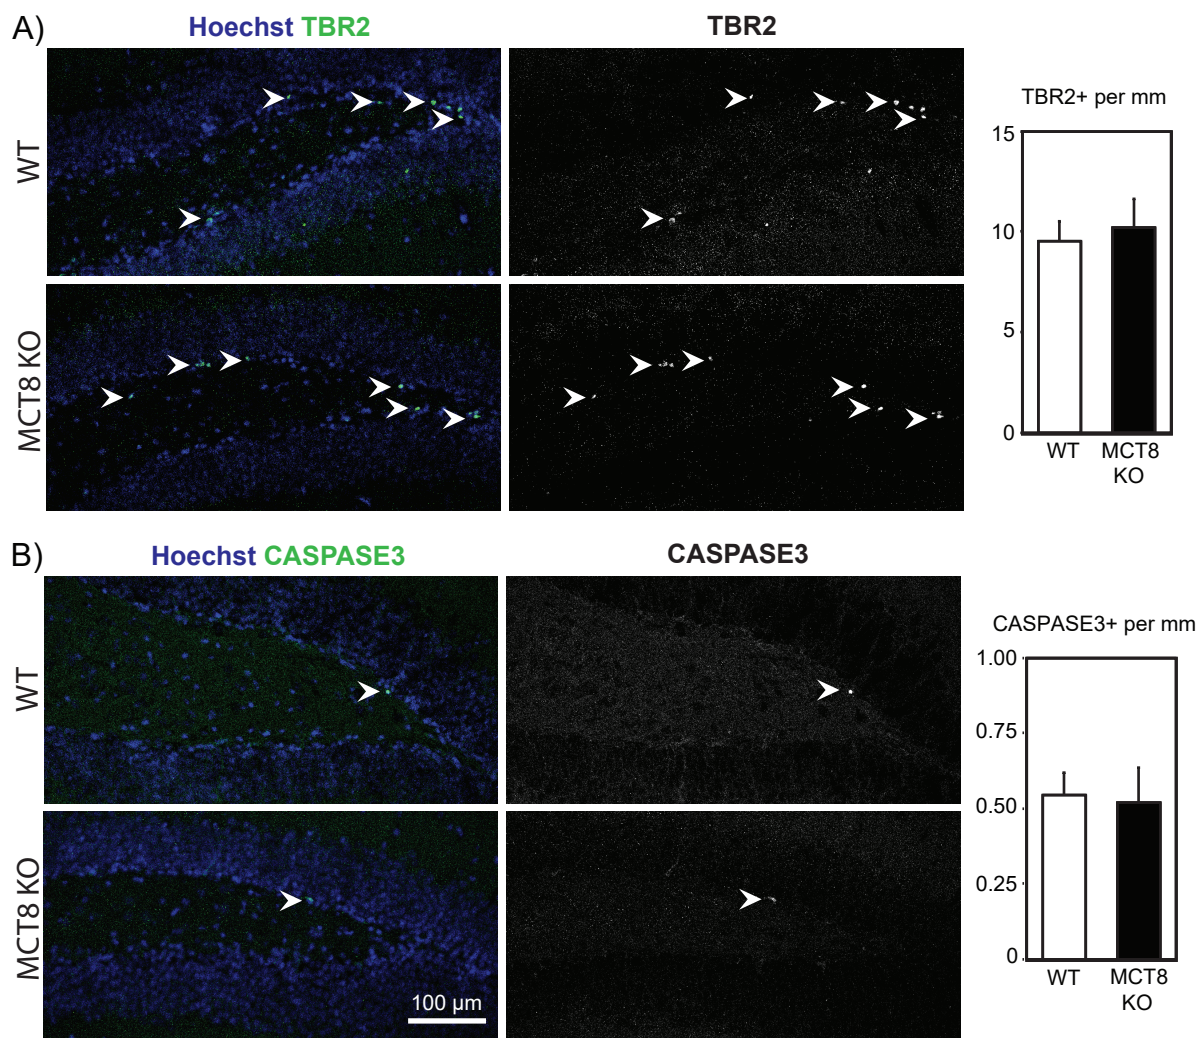 A)
Hoechst TBR2
TBR2
WT
MCT8 KO
TBR2+ per mm
15
10
5
0
WT
MCT8
KO
B)
Hoechst CASPASE3
CASPASE3
WT
MCT8 KO
100 µm
CASPASE3+ per mm
1.00
0.75
0.50
0.25
0
WT
MCT8
KO